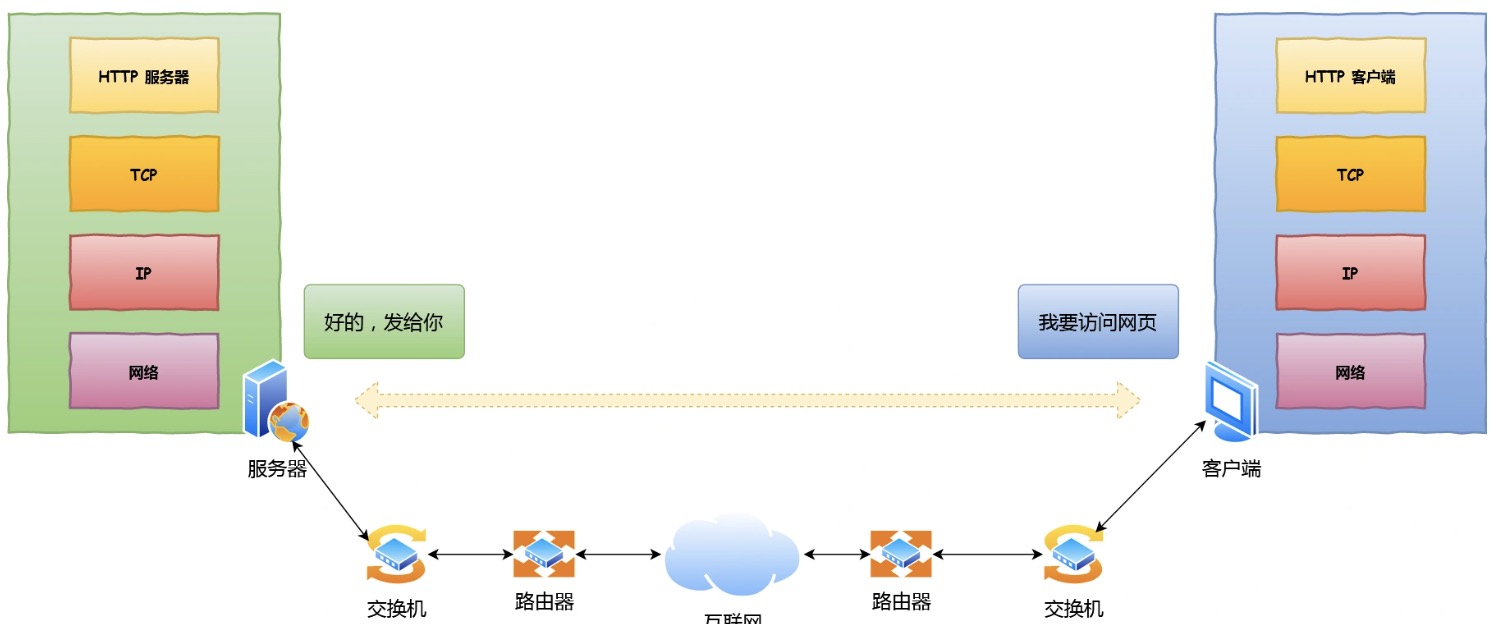 HTTP 服务器
TCP
IP
网络
服务器
好的，发给你
我要访问网页
HTTP 客户端
TCP
IP
网络
客户端
交换机
路由器
互联网
路由器
交换机